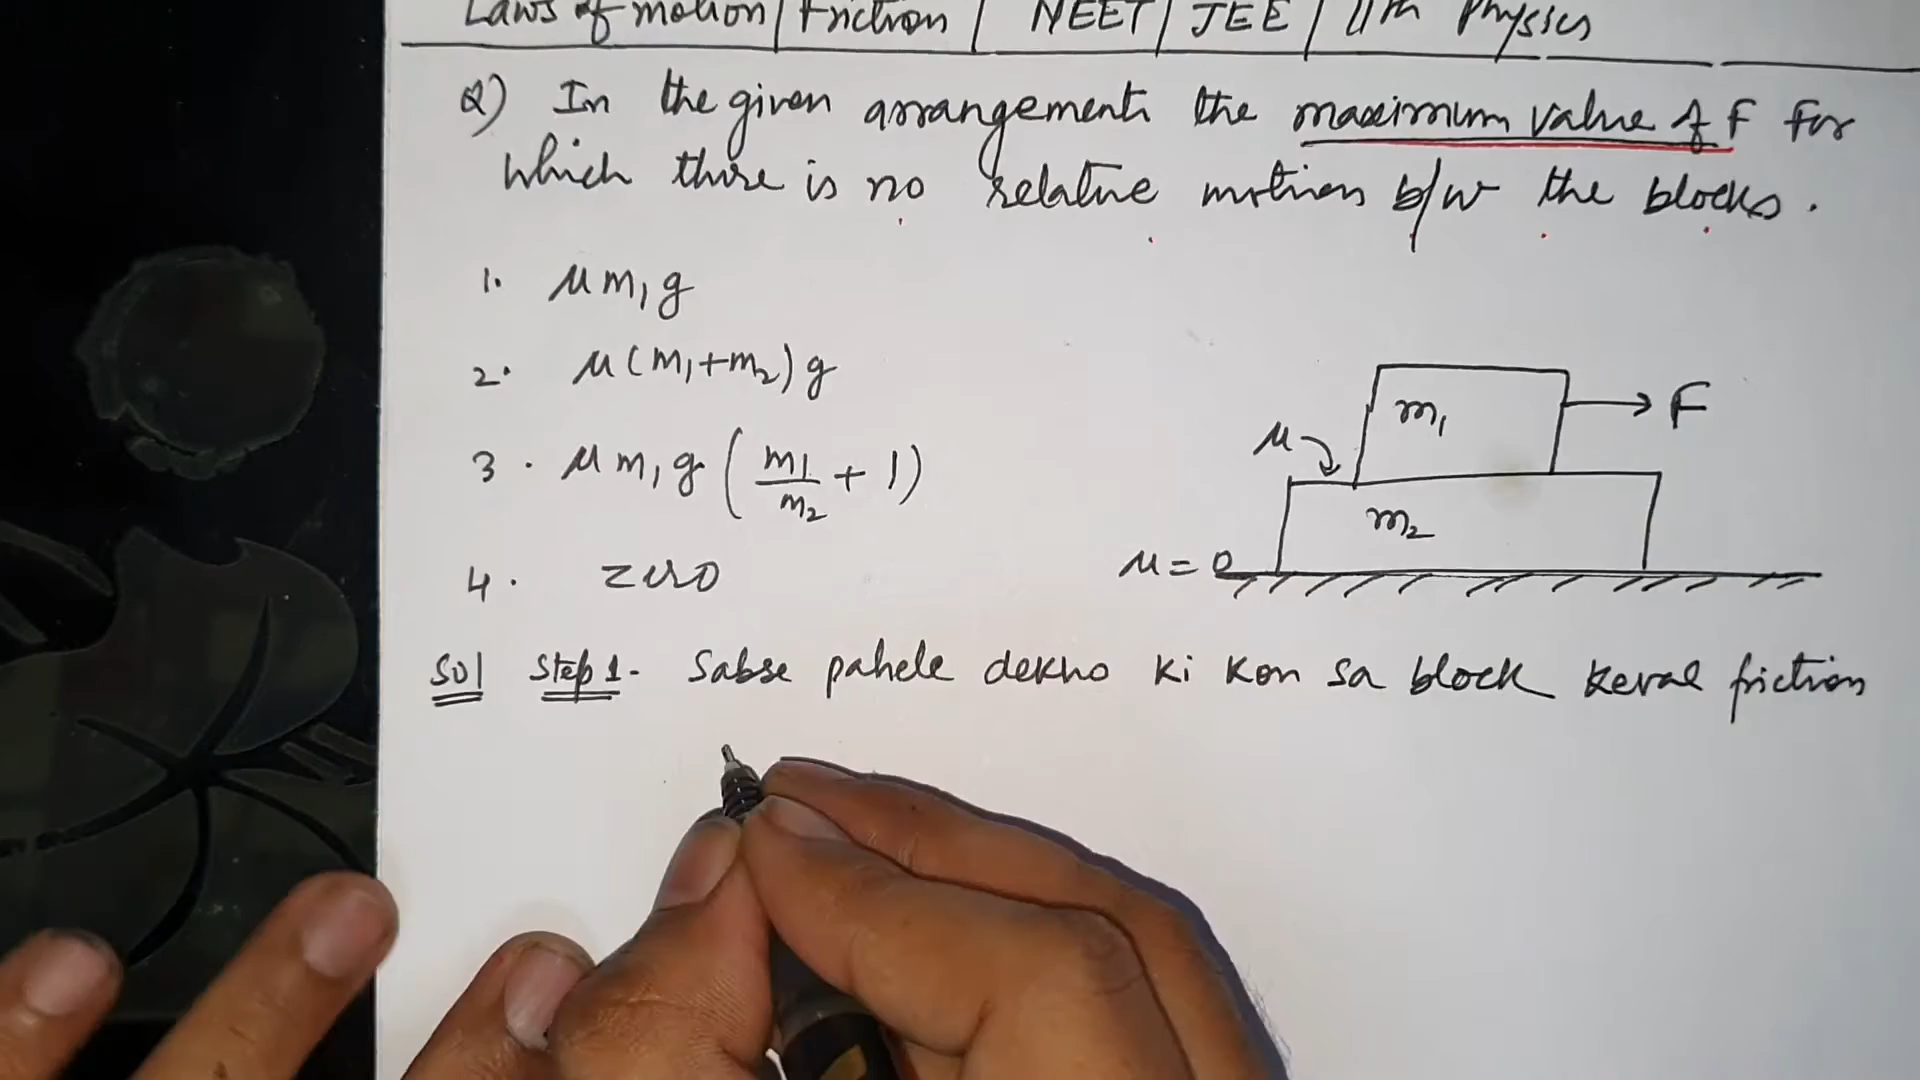 Laws of motion | Friction | NEET | JEE | 11th Physics
Q) In the given arrangement the maximum value of F for
which there is no relative motion b/w the blocks.
1. μm₁g
2. μ(m₁+m₂)g
3. μm₁g (m₁/m₂ + 1)
4. zero
m₁ → F
μ
m₂
μ = 0
Sol Step 1- Sabse pahele dekho ki kon sa block keval friction